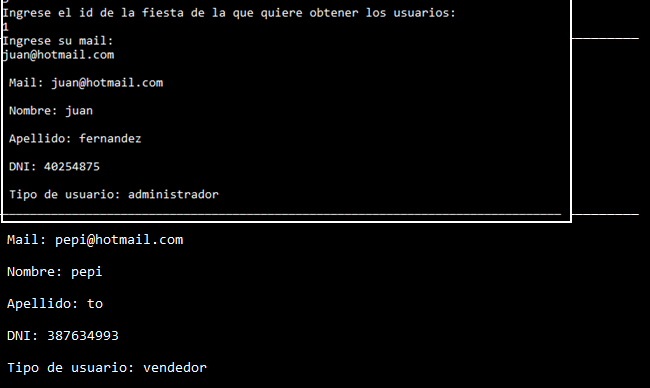 Ingrese el id de la fiesta de la que quiere obtener los usuarios:
1
Ingrese su mail:
juan@hotmail.com
Mail: juan@hotmail.com
Nombre: juan
Apellido: fernandez
DNI: 40254875
Tipo de usuario: administrador
Mail: pepi@hotmail.com
Nombre: pepi
Apellido: to
DNI: 387634993
Tipo de usuario: vendedor